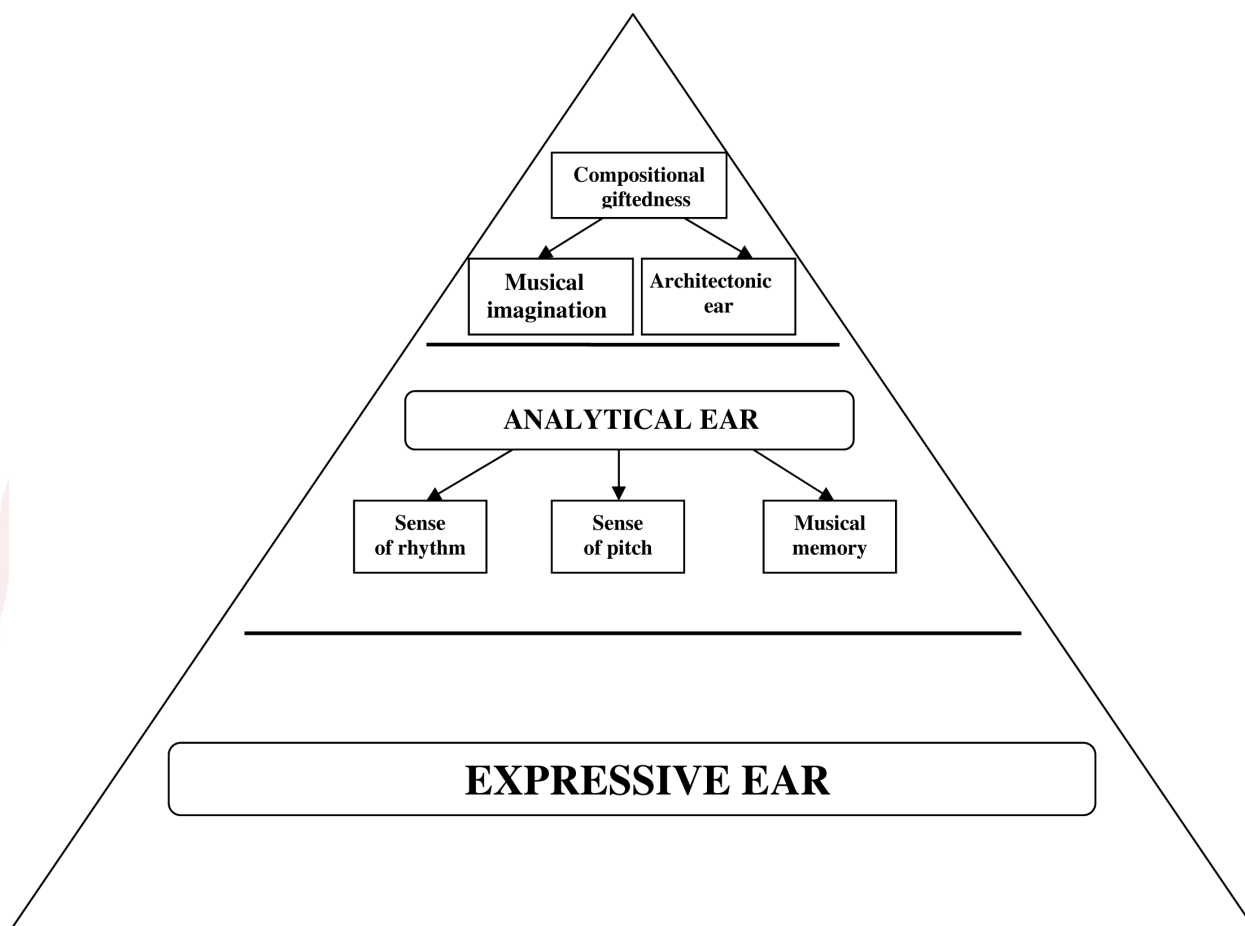 Compositional
giftedness
Musical
imagination
Architectonic
ear
ANALYTICAL EAR
Sense
of rhythm
Sense
of pitch
Musical
memory
EXPRESSIVE EAR